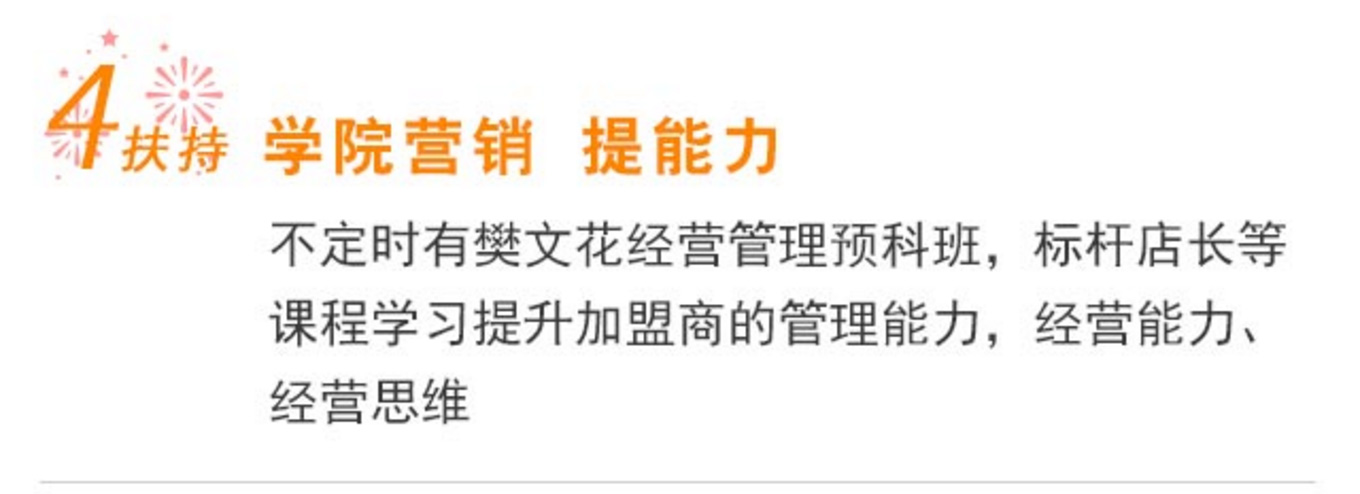 4扶持 学院营销 提能力
不定时有樊文花经营管理预科班，标杆店长等
课程学习提升加盟商的管理能力，经营能力、
经营思维